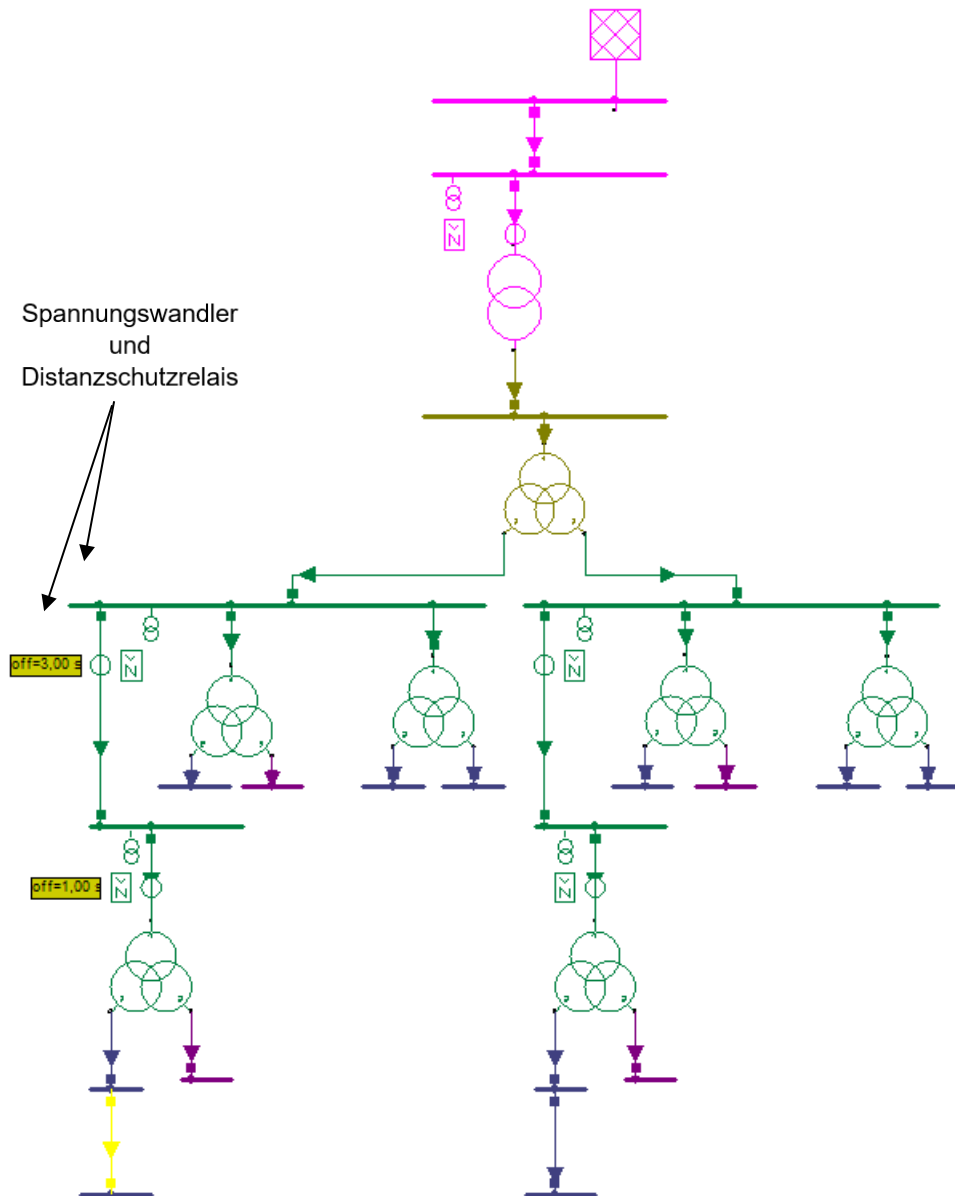 Spannungswandler
und
Distanzschutzrelais
off=3,00 s
off=1,00 s